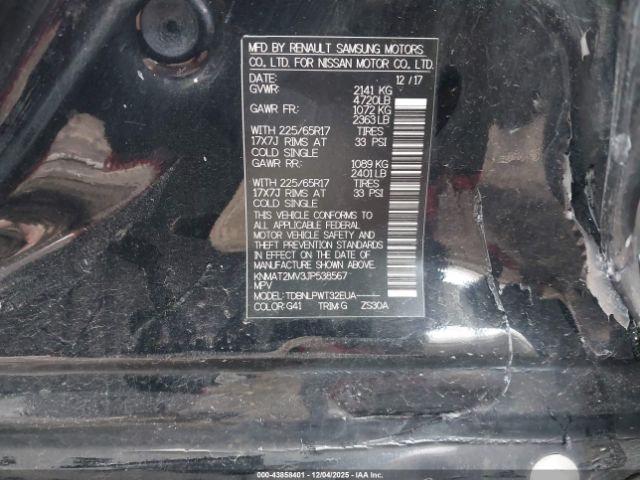 MFD BY RENAULT SAMSUNG MOTORS
CO., LTD. FOR NISSAN MOTOR CO., LTD.
DATE: 12 / 17
GVWR: 2141 KG
4720LB
GAWR FR: 1072 KG
2363LB
WITH 225/65R17 TIRES
17X7J RIMS AT 33 PSI
COLD SINGLE
GAWR RR: 1089 KG
2401LB
WITH 225/65R17 TIRES
17X7J RIMS AT 33 PSI
COLD SINGLE
THIS VEHICLE CONFORMS TO
ALL APPLICABLE FEDERAL
MOTOR VEHICLE SAFETY AND
THEFT PREVENTION STANDARDS
IN EFFECT ON THE DATE OF
MANUFACTURE SHOWN ABOVE.
KNMAT2MV3JP538567
MPV
MODEL: TDBNLPWT32EUA-----
COLOR: G41 TRIM: G ZS30A
000-43858401 - 12/04/2025 - IAAI.COM